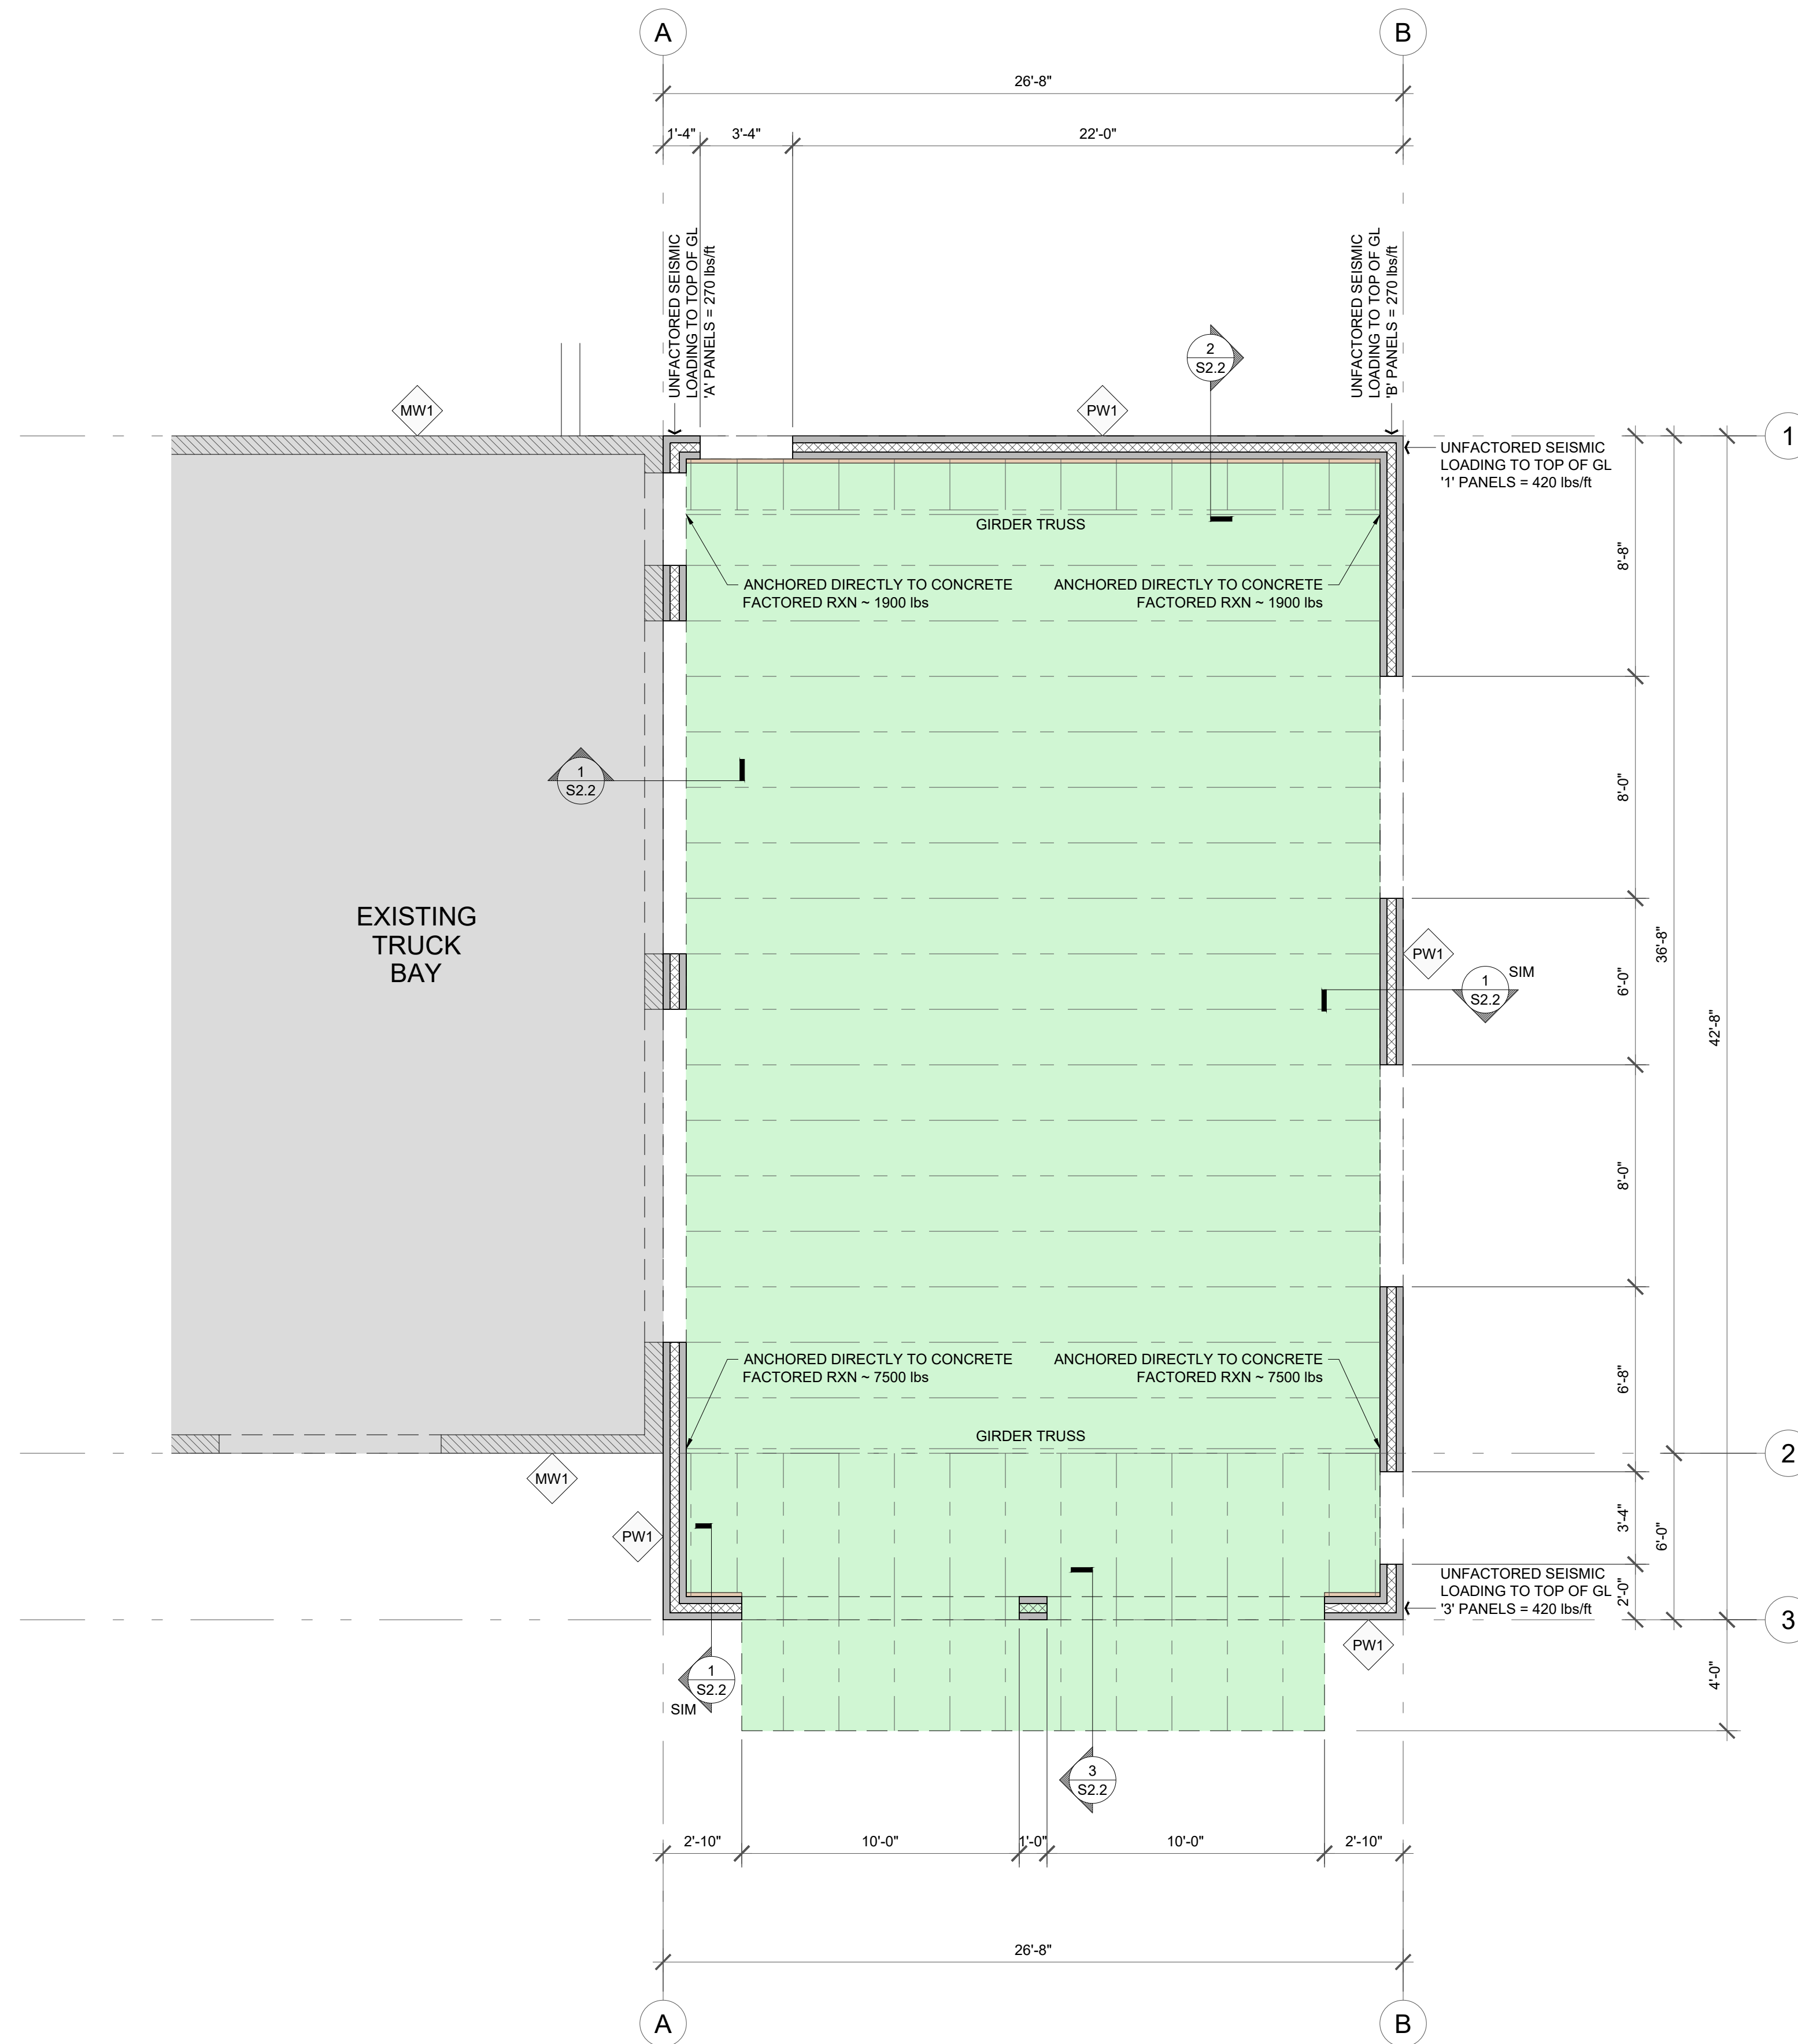 A
B
26'-8"
1'-4"
3'-4"
22'-0"
UNFACTORED SEISMIC
LOADING TO TOP OF GL
'A' PANELS = 270 lbs/ft
UNFACTORED SEISMIC
LOADING TO TOP OF GL
'B' PANELS = 270 lbs/ft
2
S2.2
MW1
PW1
1
UNFACTORED SEISMIC
LOADING TO TOP OF GL
'1' PANELS = 420 lbs/ft
GIRDER TRUSS
8'-8"
ANCHORED DIRECTLY TO CONCRETE
FACTORED RXN ~ 1900 lbs
ANCHORED DIRECTLY TO CONCRETE
FACTORED RXN ~ 1900 lbs
1
S2.2
8'-0"
EXISTING
TRUCK
BAY
PW1
36'-8"
1
S2.2
SIM
6'-0"
42'-8"
8'-0"
ANCHORED DIRECTLY TO CONCRETE
FACTORED RXN ~ 7500 lbs
ANCHORED DIRECTLY TO CONCRETE
FACTORED RXN ~ 7500 lbs
6'-8"
GIRDER TRUSS
2
MW1
PW1
3'-4"
6'-0"
UNFACTORED SEISMIC
LOADING TO TOP OF GL
'3' PANELS = 420 lbs/ft
2'-0"
3
PW1
1
S2.2
SIM
4'-0"
3
S2.2
2'-10"
10'-0"
1'-0"
10'-0"
2'-10"
26'-8"
A
B